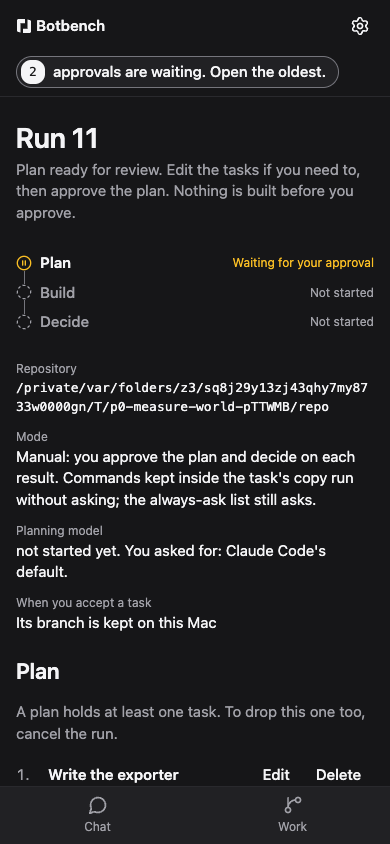 Botbench
2 approvals are waiting. Open the oldest.
Run 11
Plan ready for review. Edit the tasks if you need to,
then approve the plan. Nothing is built before you
approve.
Plan Waiting for your approval
Build Not started
Decide Not started
Repository
/private/var/folders/z3/sq8j29y13zj43qhy7my87
33w0000gn/T/p0-measure-world-pTTWMB/repo
Mode
Manual: you approve the plan and decide on each
result. Commands kept inside the task's copy run
without asking; the always-ask list still asks.
Planning model
not started yet. You asked for: Claude Code's
default.
When you accept a task
Its branch is kept on this Mac
Plan
A plan holds at least one task. To drop this one too,
cancel the run.
1. Write the exporter Edit Delete
Chat Work